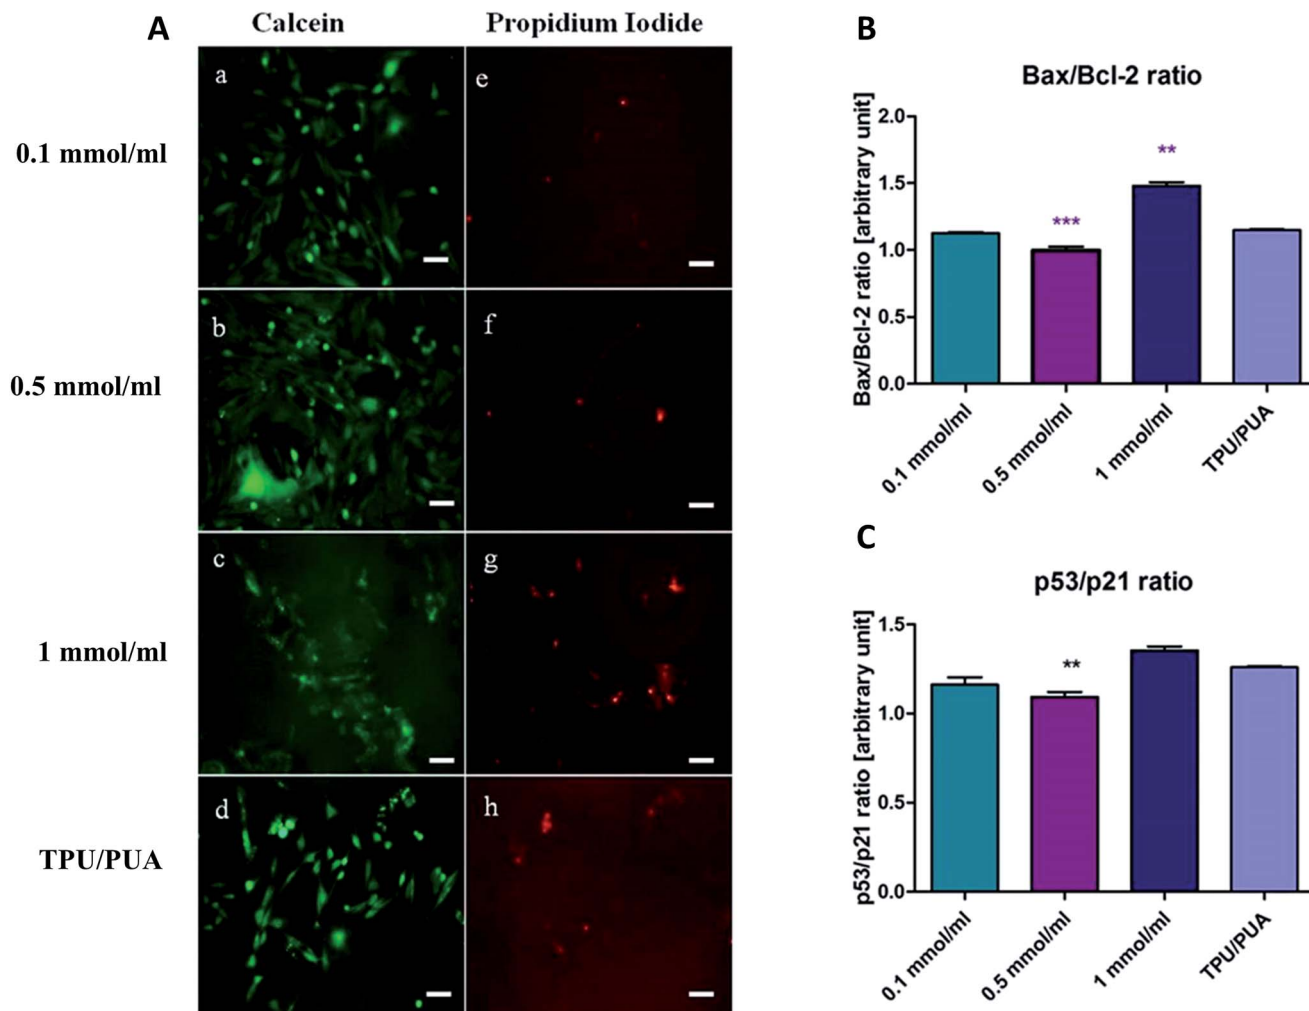 A
Calcein
Propidium Iodide
0.1 mmol/ml
a
e
0.5 mmol/ml
b
f
1 mmol/ml
c
g
TPU/PUA
d
h
B
Bax/Bcl-2 ratio
Bax/Bcl-2 ratio [arbitrary unit]
2.0
1.5
1.0
0.5
0.0
***
**
0.1 mmol/ml
0.5 mmol/ml
1 mmol/ml
TPU/PUA
C
p53/p21 ratio
p53/p21 ratio [arbitrary unit]
1.5
1.0
0.5
0.0
**
0.1 mmol/ml
0.5 mmol/ml
1 mmol/ml
TPU/PUA